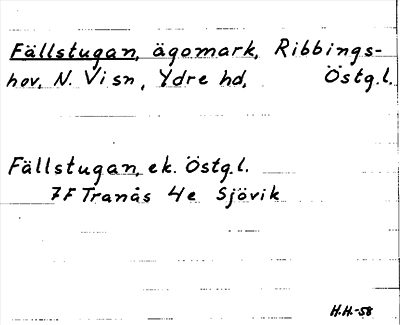 Fällstugan, ägomark, Ribbings-
hov, N. Visn, Ydre hd, Östg.l.
Fällstugan, ek. Östg.l.
7F Tranås 4e Sjövik
H.H.-58